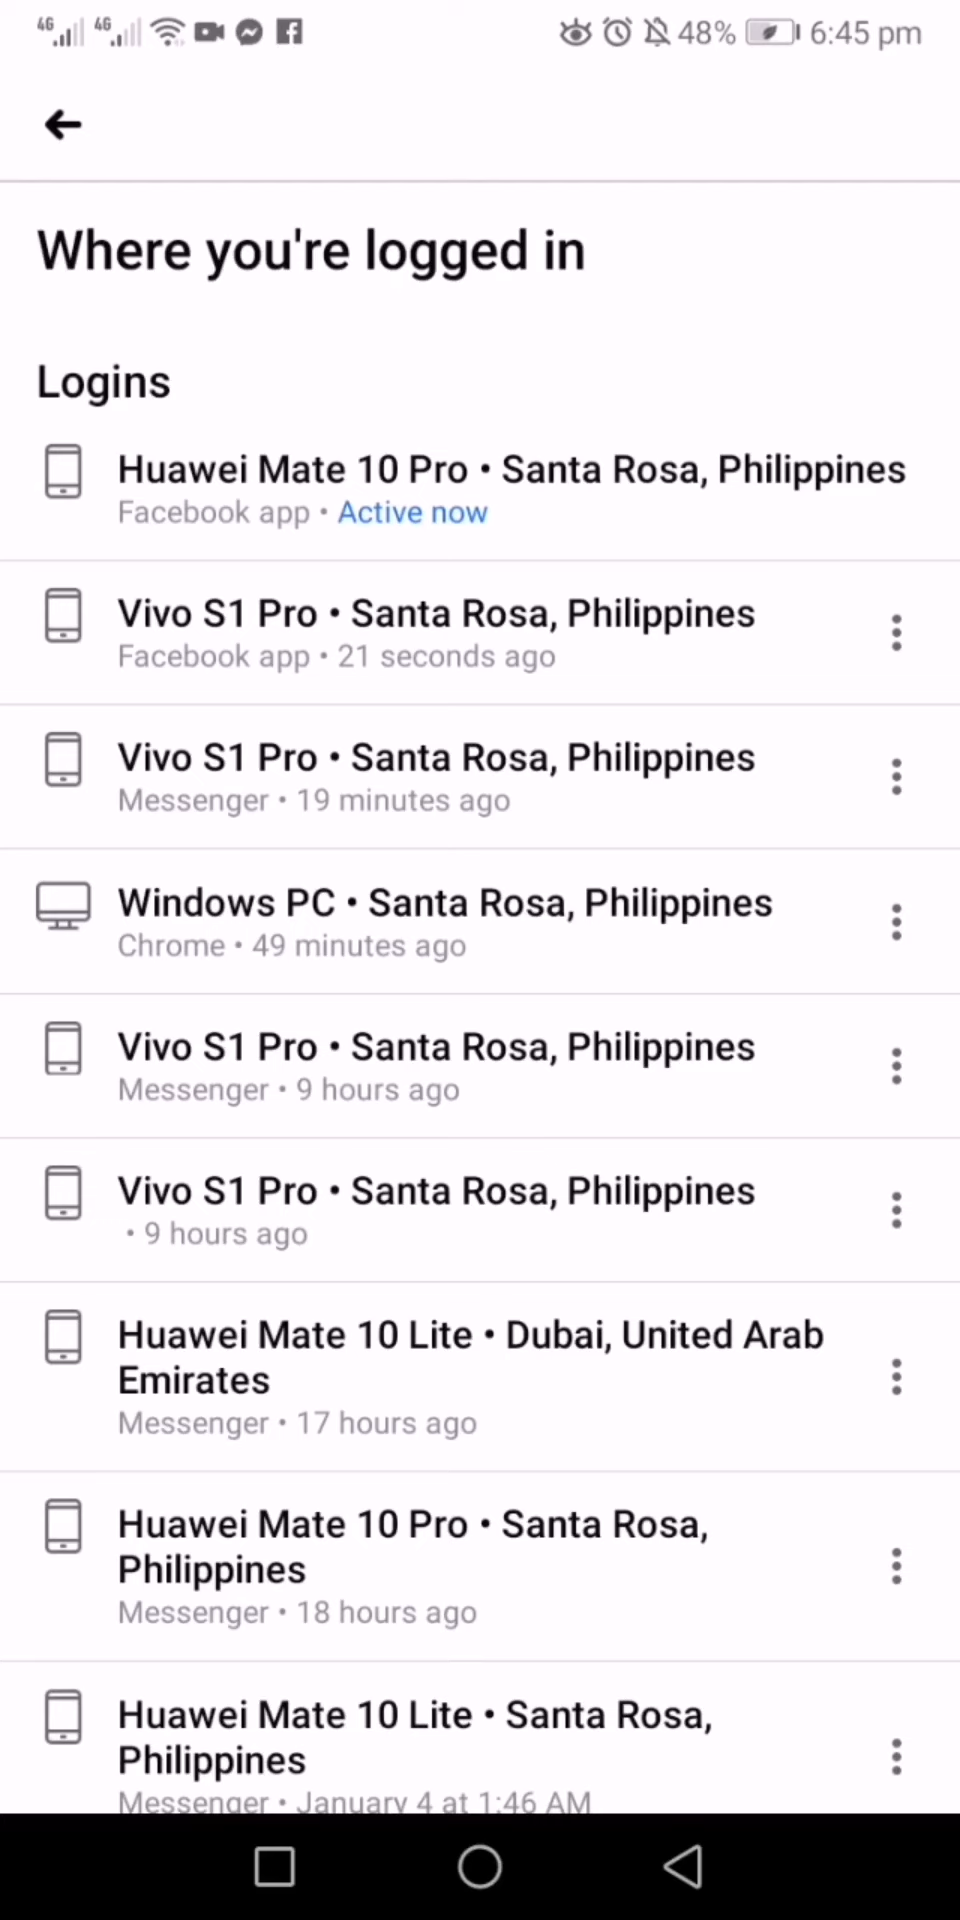 4G 4G 48% 6:45 pm
Where you're logged in
Logins
Huawei Mate 10 Pro • Santa Rosa, Philippines
Facebook app • Active now
Vivo S1 Pro • Santa Rosa, Philippines
Facebook app • 21 seconds ago
Vivo S1 Pro • Santa Rosa, Philippines
Messenger • 19 minutes ago
Windows PC • Santa Rosa, Philippines
Chrome • 49 minutes ago
Vivo S1 Pro • Santa Rosa, Philippines
Messenger • 9 hours ago
Vivo S1 Pro • Santa Rosa, Philippines
• 9 hours ago
Huawei Mate 10 Lite • Dubai, United Arab
Emirates
Messenger • 17 hours ago
Huawei Mate 10 Pro • Santa Rosa,
Philippines
Messenger • 18 hours ago
Huawei Mate 10 Lite • Santa Rosa,
Philippines
Messenger • January 4 at 1:46 AM